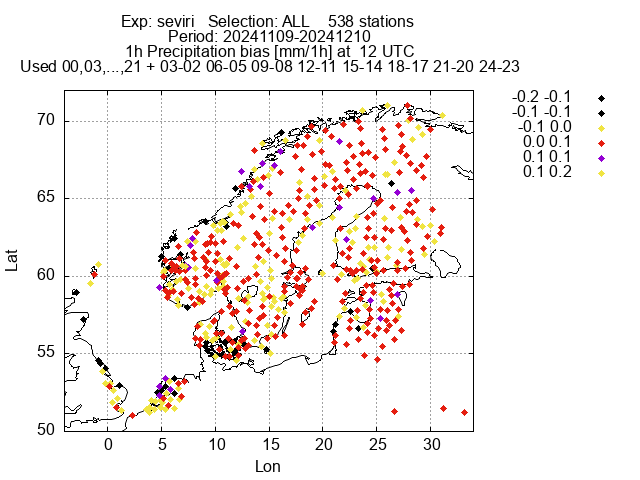 Exp: seviri Selection: ALL 538 stations
Period: 20241109-20241210
1h Precipitation bias [mm/1h] at 12 UTC
Used 00,03,...,21 + 03-02 06-05 09-08 12-11 15-14 18-17 21-20 24-23
-0.2 -0.1
-0.1 -0.1
-0.1 0.0
0.0 0.1
0.1 0.1
0.1 0.2
70
65
60
55
50
Lat
0 5 10 15 20 25 30
Lon